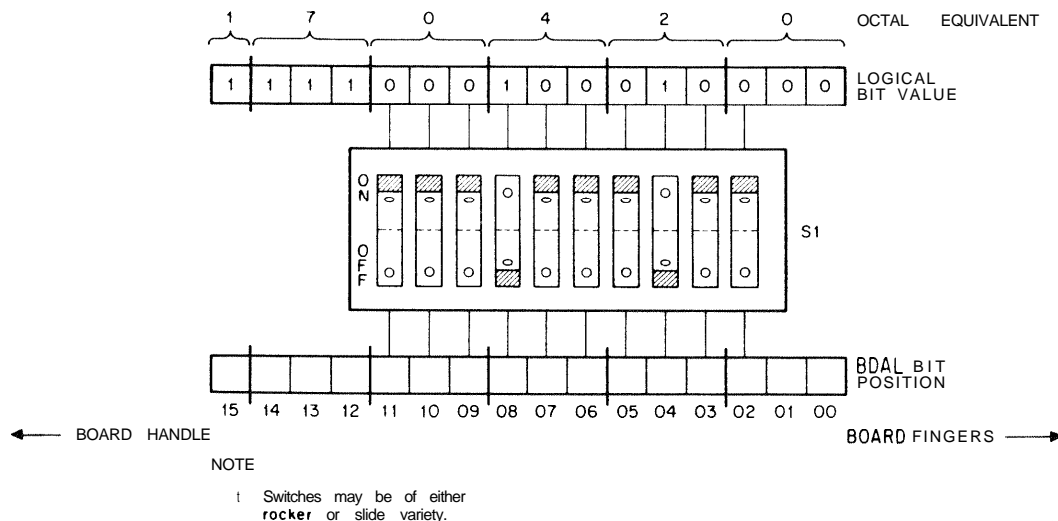 1 7 0 4 2 0 OCTAL EQUIVALENT
1 1 1 1 0 0 0 1 0 0 0 1 0 0 0 0 LOGICAL
BIT VALUE
ON
OFF
S1
BDAL BIT
POSITION
15 14 13 12 11 10 09 08 07 06 05 04 03 02 01 00
BOARD HANDLE
BOARD FINGERS
NOTE
t Switches may be of either
rocker or slide variety.